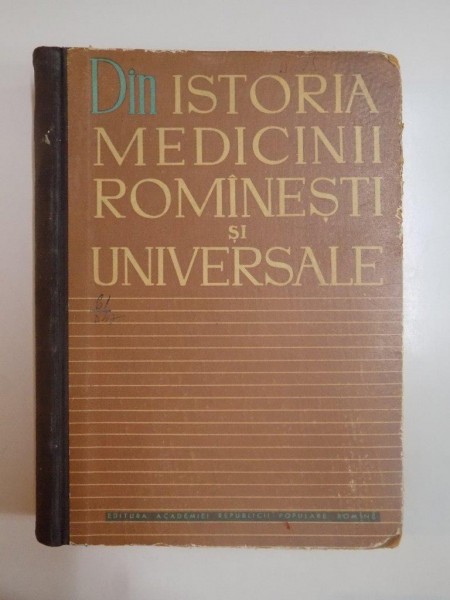 Din ISTORIA
MEDICINII
ROMÎNEȘTI
ȘI
UNIVERSALE
EDITURA ACADEMIEI REPUBLICII POPULARE ROMÎNE